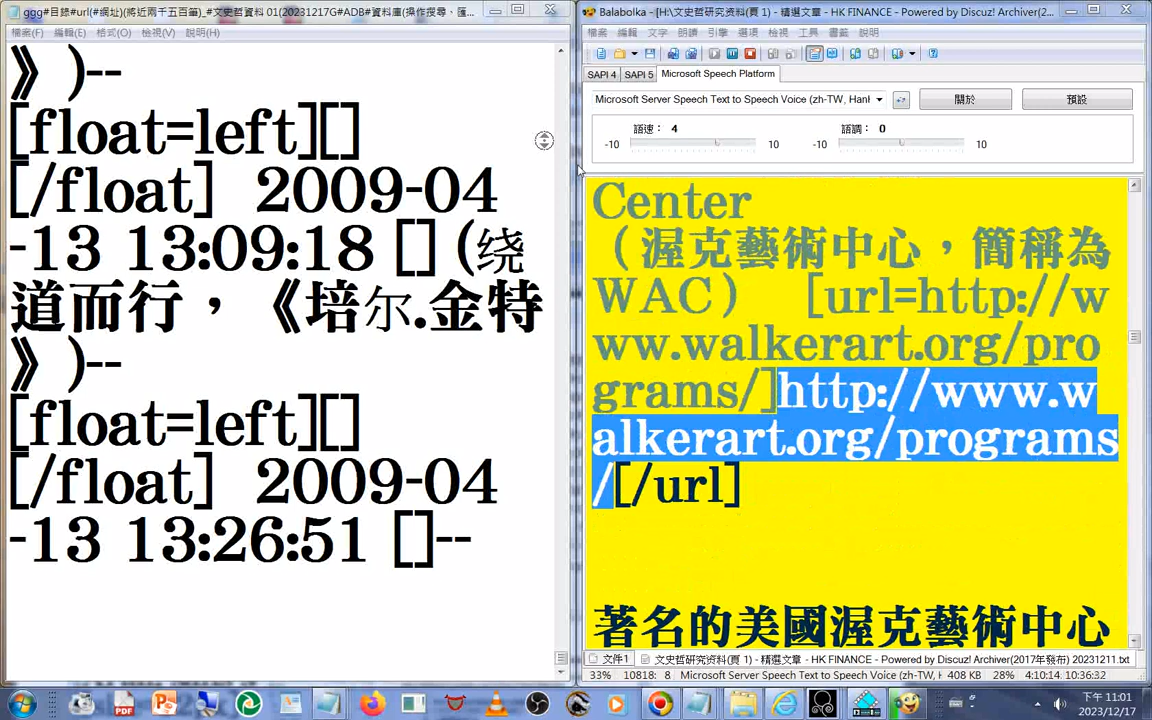 ggg#目錄#url(#網址)(將近兩千五百筆)_#文史哲資料 01(20231217G#ADB#資料庫(操作搜尋、匯...
檔案(F) 編輯(E) 格式(O) 檢視(V) 說明(H)
》)--
[float=left][]
[/float] 2009-04
-13 13:09:18 [] (绕
道而行，《培尔.金特
》)--
[float=left][]
[/float] 2009-04
-13 13:26:51 []--
Balabolka - [H:\文史哲研究资料(頁 1) - 精選文章 - HK FINANCE - Powered by Discuz! Archiver(2...
檔案 編輯 文字 朗讀 引擎 選項 檢視 工具 書籤 說明
SAPI 4 SAPI 5 Microsoft Speech Platform
Microsoft Server Speech Text to Speech Voice (zh-TW, Hanl
關於 預設
語速： 4 語調： 0
-10 10 -10 10
Center
（渥克藝術中心，簡稱為
WAC） [url=http://w
ww.walkerart.org/pro
grams/]http://www.w
alkerart.org/programs
/[/url]
著名的美國渥克藝術中心
文件1 文史哲研究资料(頁 1) - 精選文章 - HK FINANCE - Powered by Discuz! Archiver(2017年發布) 20231211.txt
33% 10818: 8 Microsoft Server Speech Text to Speech Voice (zh-TW, H 408 KB 28% 4:10:14 10:36:32
下午 11:01
2023/12/17